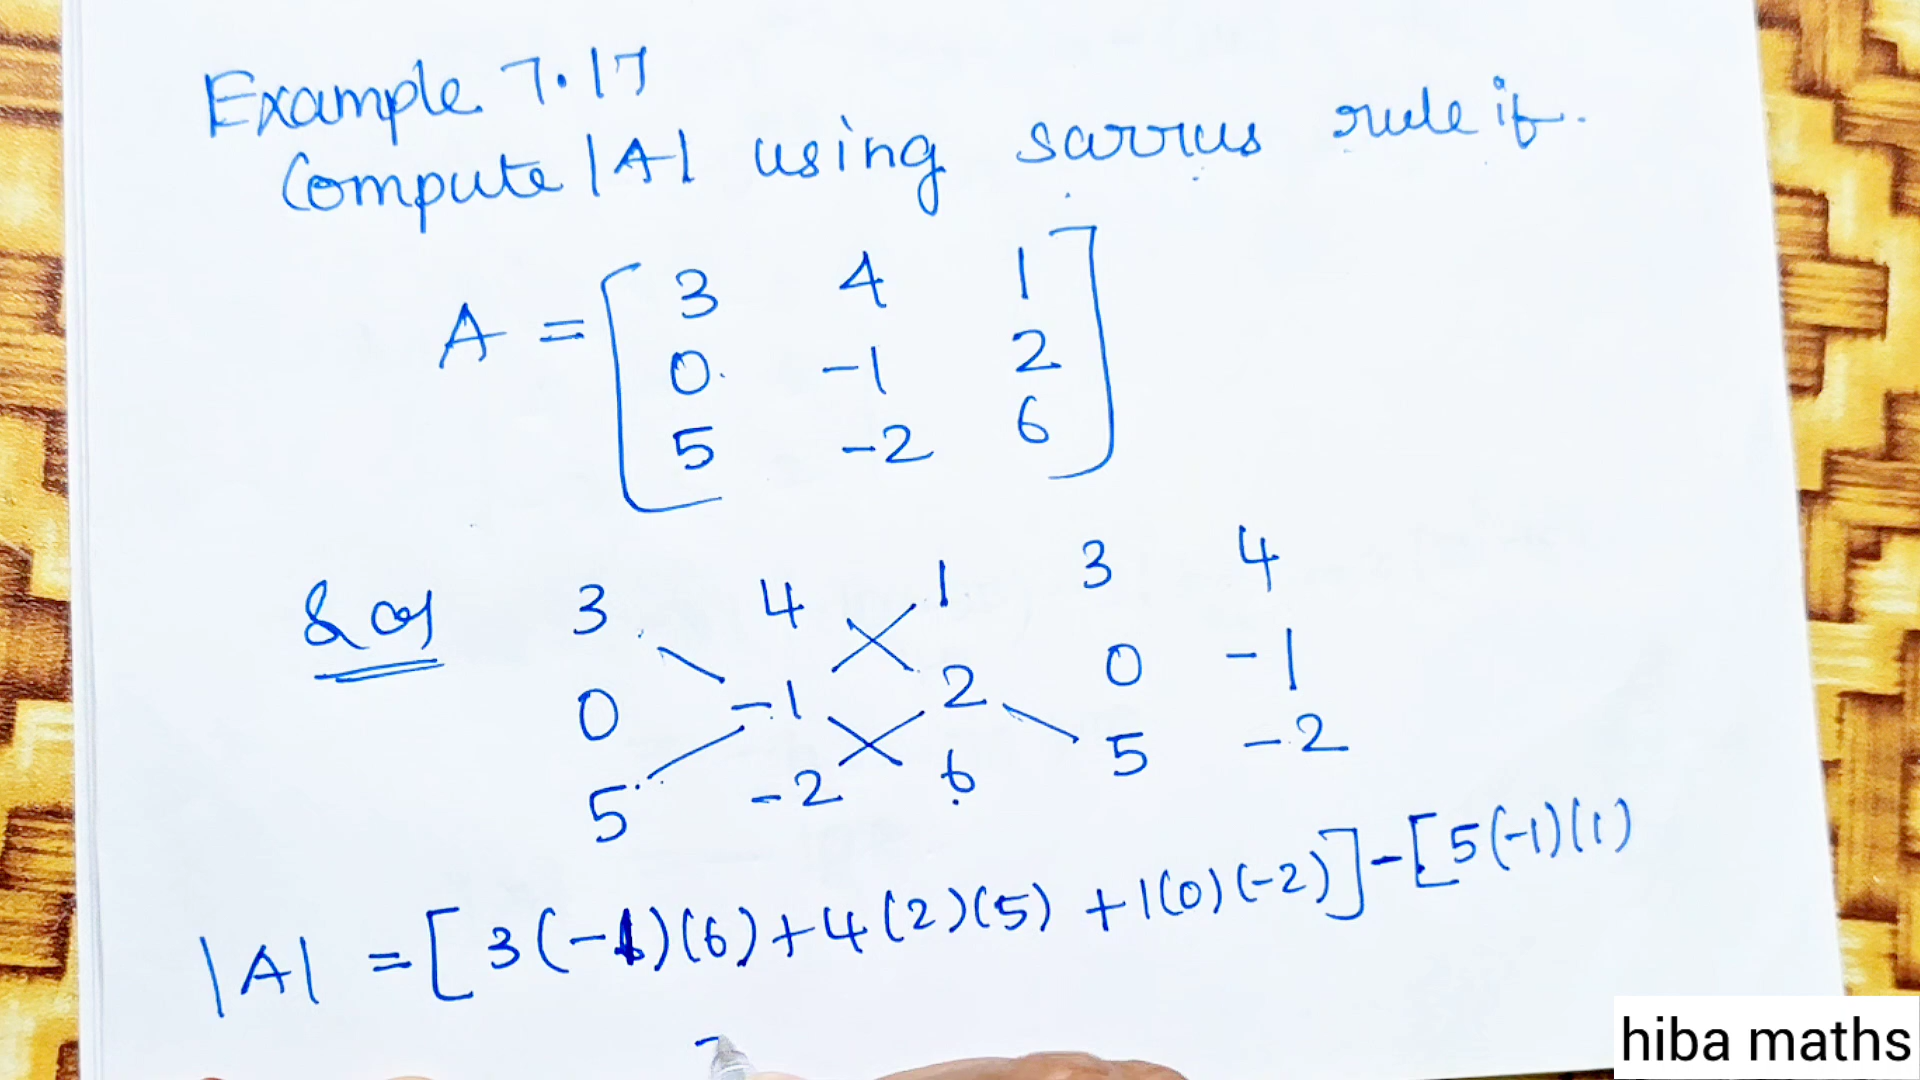 Example 7.17
Compute |A| using sarrus rule if.
A = [ 3 4 1
0 -1 2
5 -2 6 ]
3 4 1 3 4
0 -1 2 0 -1
5 -2 6 5 -2
|A| = [ 3(-1)(6)+4(2)(5) +1(0)(-2)] - [5(-1)(1)
hiba maths